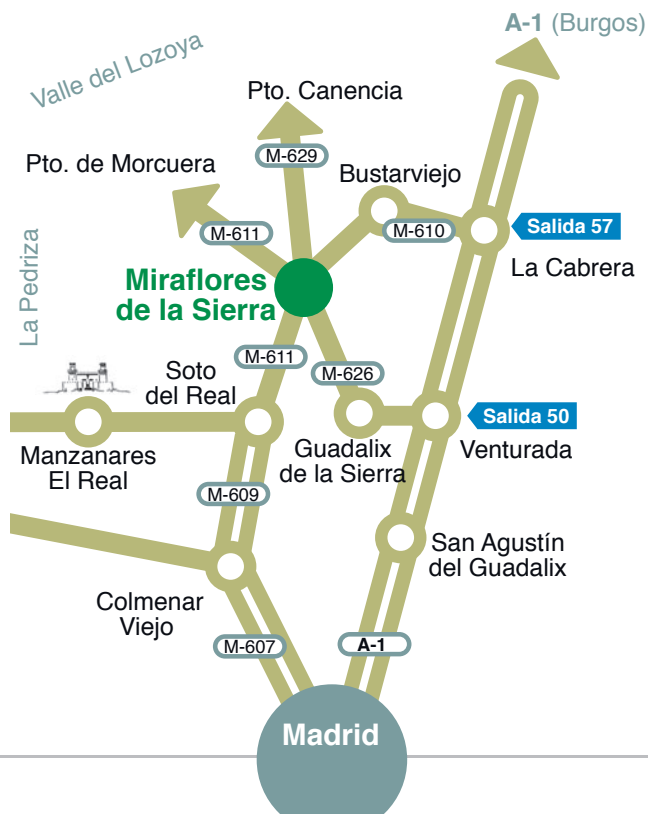 A-1 (Burgos)
Valle del Lozoya
Pto. Canencia
M-629
Pto. de Morcuera
Bustarviejo
M-611
M-610
Salida 57
La Cabrera
La Pedriza
Miraflores
de la Sierra
M-611
M-626
Soto
del Real
Salida 50
Manzanares
El Real
Guadalix
de la Sierra
Venturada
M-609
San Agustín
del Guadalix
Colmenar
Viejo
M-607
A-1
Madrid